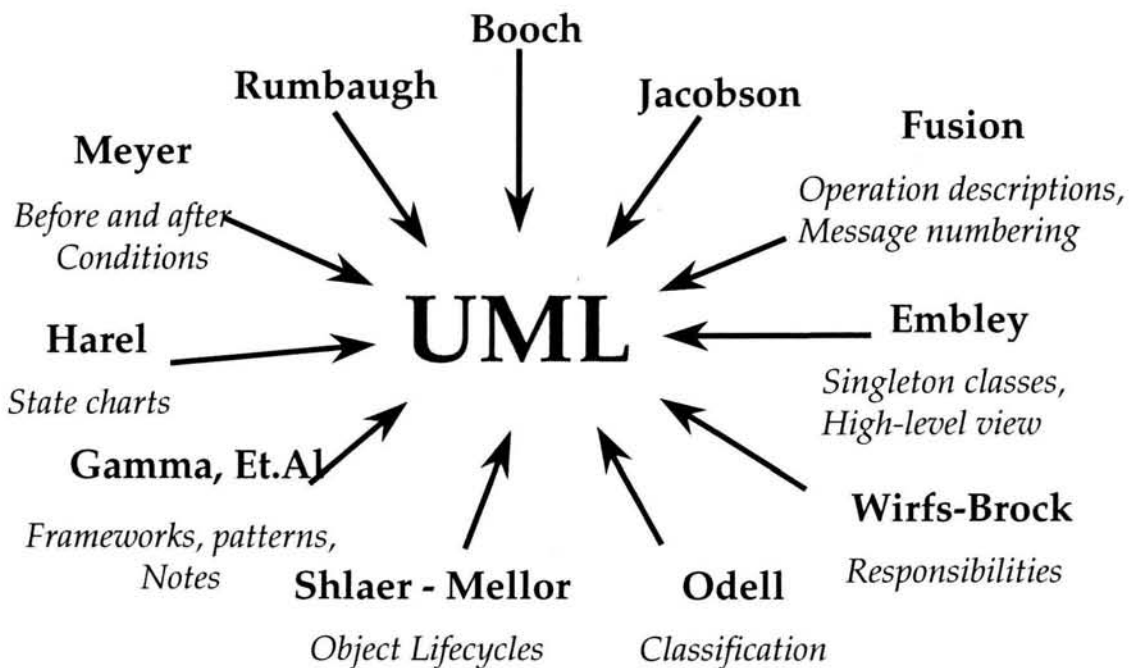 Booch
Rumbaugh
Jacobson
Meyer
Fusion
Before and after
Conditions
Operation descriptions,
Message numbering
UML
Harel
Embley
State charts
Singleton classes,
High-level view
Gamma, Et.Al
Wirfs-Brock
Frameworks, patterns,
Notes
Responsibilities
Shlaer - Mellor
Odell
Object Lifecycles
Classification